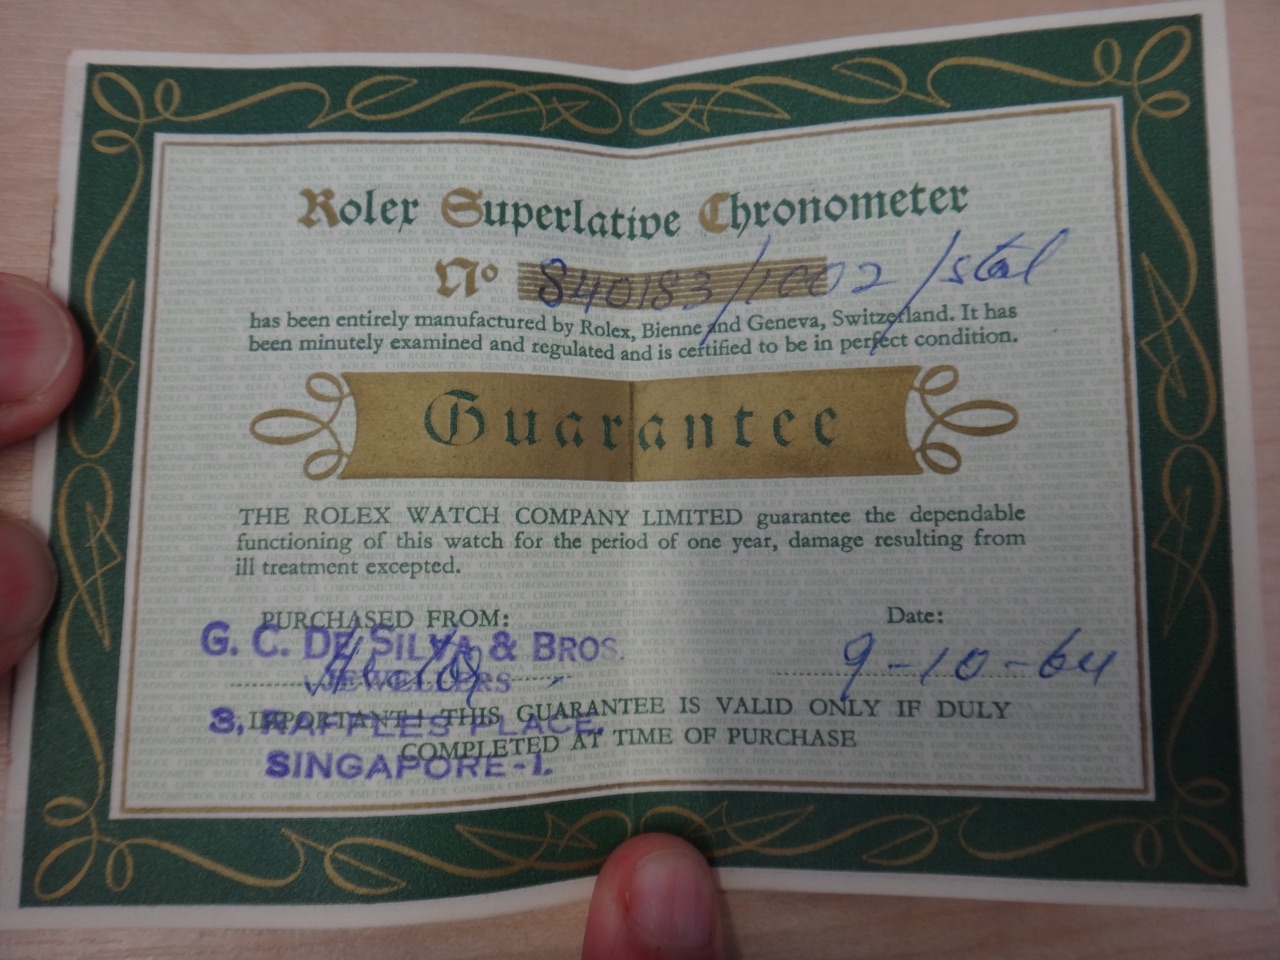 Rolex Superlative Chronometer
Nº 840183/1002/stal
has been entirely manufactured by Rolex, Bienne and Geneva, Switzerland. It has
been minutely examined and regulated and is certified to be in perfect condition.
Guarantee
THE ROLEX WATCH COMPANY LIMITED guarantee the dependable
functioning of this watch for the period of one year, damage resulting from
ill treatment excepted.
PURCHASED FROM:
G. C. DE SILVA & BROS.
JEWELLERS
3, RAFFLES PLACE,
SINGAPORE-1.
Date:
9-10-64
IMPORTANT! THIS GUARANTEE IS VALID ONLY IF DULY
COMPLETED AT TIME OF PURCHASE